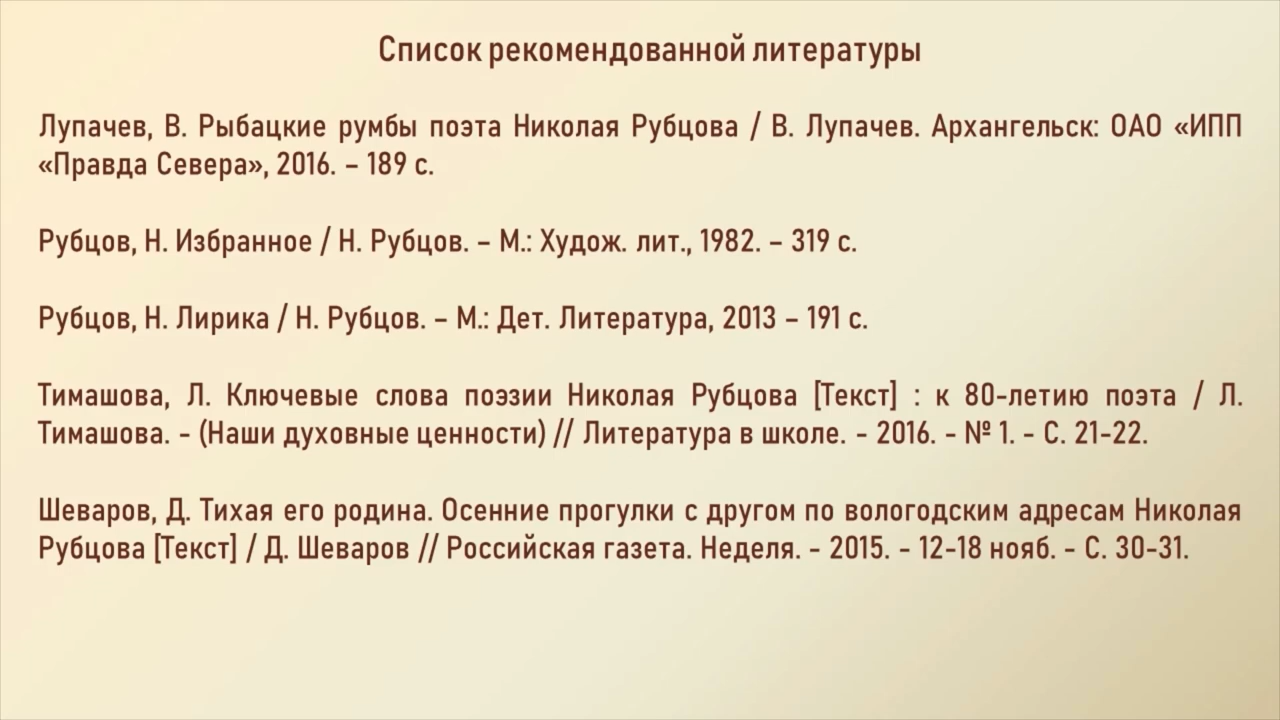 Список рекомендованной литературы
Лупачев, В. Рыбацкие румбы поэта Николая Рубцова / В. Лупачев. Архангельск: ОАО «ИПП
«Правда Севера», 2016. – 189 с.
Рубцов, Н. Избранное / Н. Рубцов. – М.: Худож. лит., 1982. – 319 с.
Рубцов, Н. Лирика / Н. Рубцов. – М.: Дет. Литература, 2013 – 191 с.
Тимашова, Л. Ключевые слова поэзии Николая Рубцова [Текст] : к 80-летию поэта / Л.
Тимашова. - (Наши духовные ценности) // Литература в школе. - 2016. - № 1. - С. 21-22.
Шеваров, Д. Тихая его родина. Осенние прогулки с другом по вологодским адресам Николая
Рубцова [Текст] / Д. Шеваров // Российская газета. Неделя. - 2015. - 12-18 нояб. - С. 30-31.